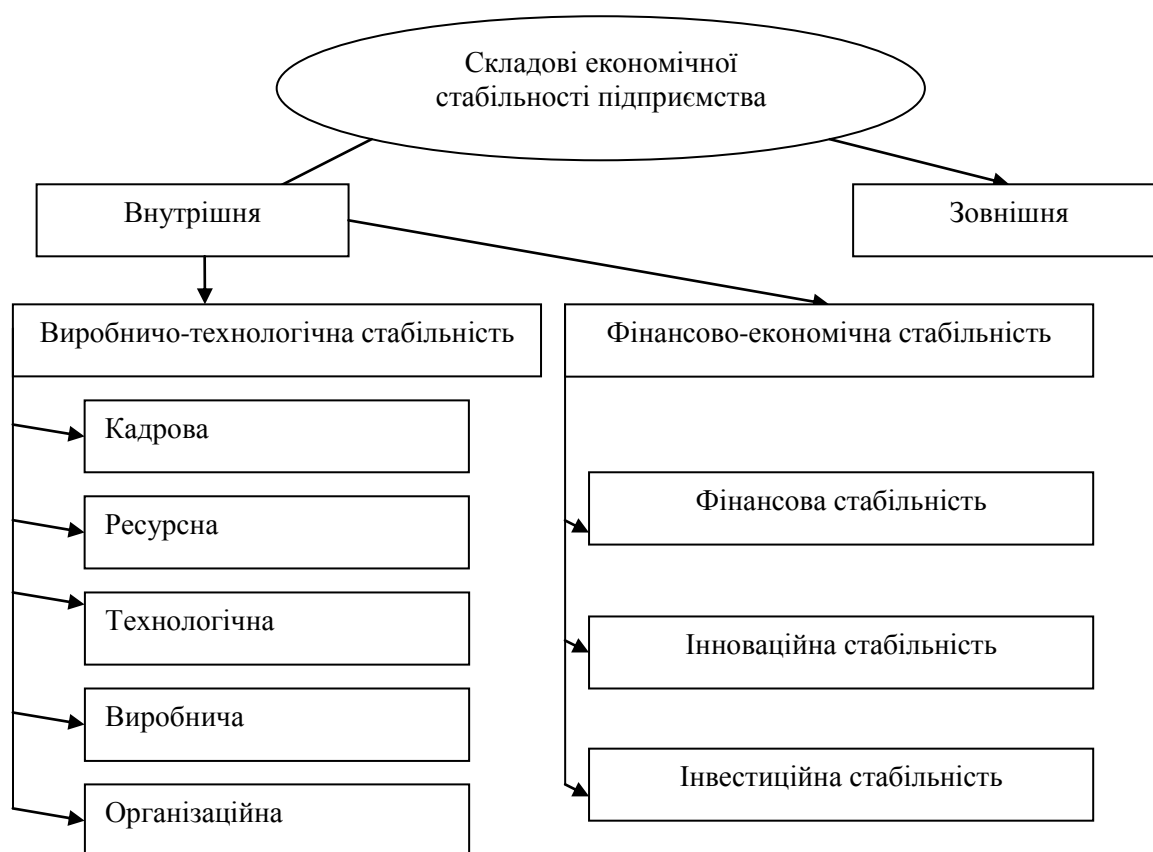 Складові економічної
стабільності підприємства
Внутрішня
Зовнішня
Виробничо-технологічна стабільність
Фінансово-економічна стабільність
Кадрова
Ресурсна
Технологічна
Виробнича
Організаційна
Фінансова стабільність
Інноваційна стабільність
Інвестиційна стабільність